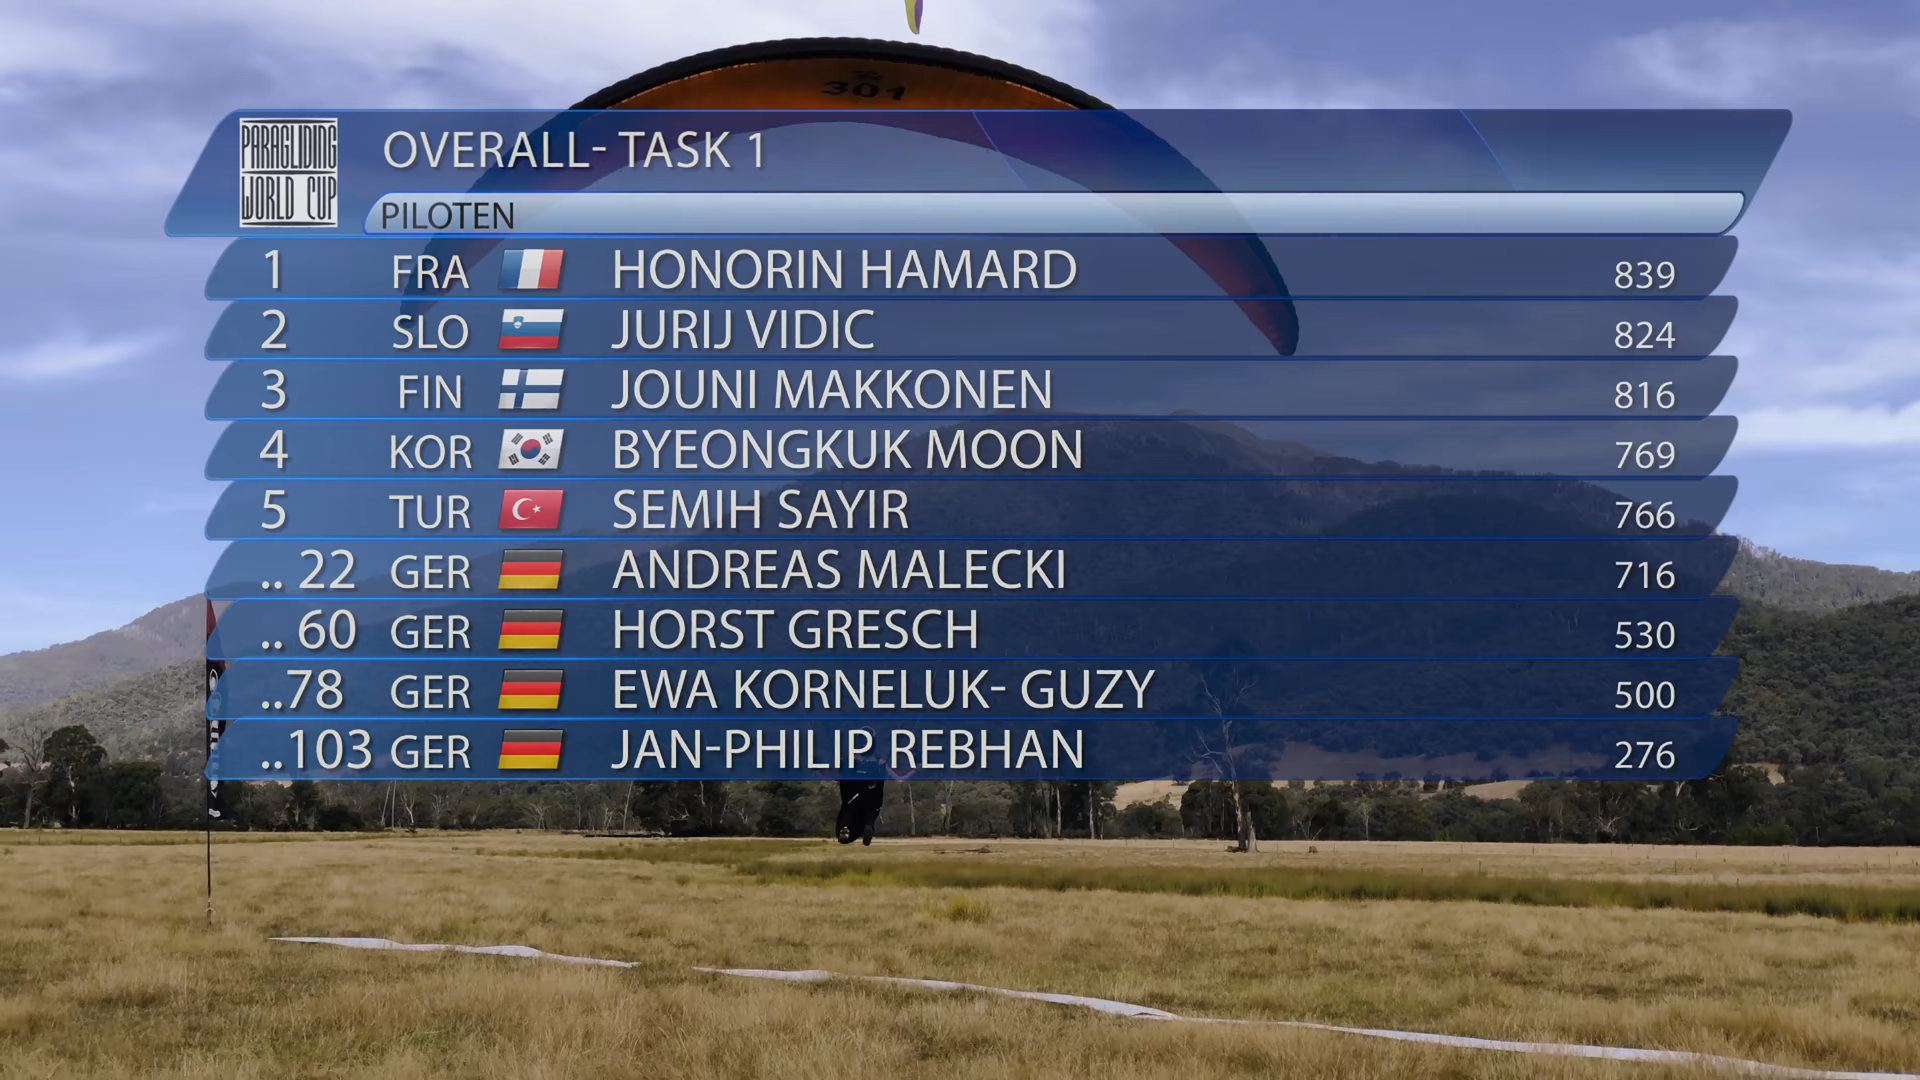 301
PARAGLIDING
WORLD CUP
OVERALL- TASK 1
PILOTEN
1 FRA HONORIN HAMARD 839
2 SLO JURIJ VIDIC 824
3 FIN JOUNI MAKKONEN 816
4 KOR BYEONGKUK MOON 769
5 TUR SEMIH SAYIR 766
.. 22 GER ANDREAS MALECKI 716
.. 60 GER HORST GRESCH 530
..78 GER EWA KORNELUK- GUZY 500
..103 GER JAN-PHILIP REBHAN 276